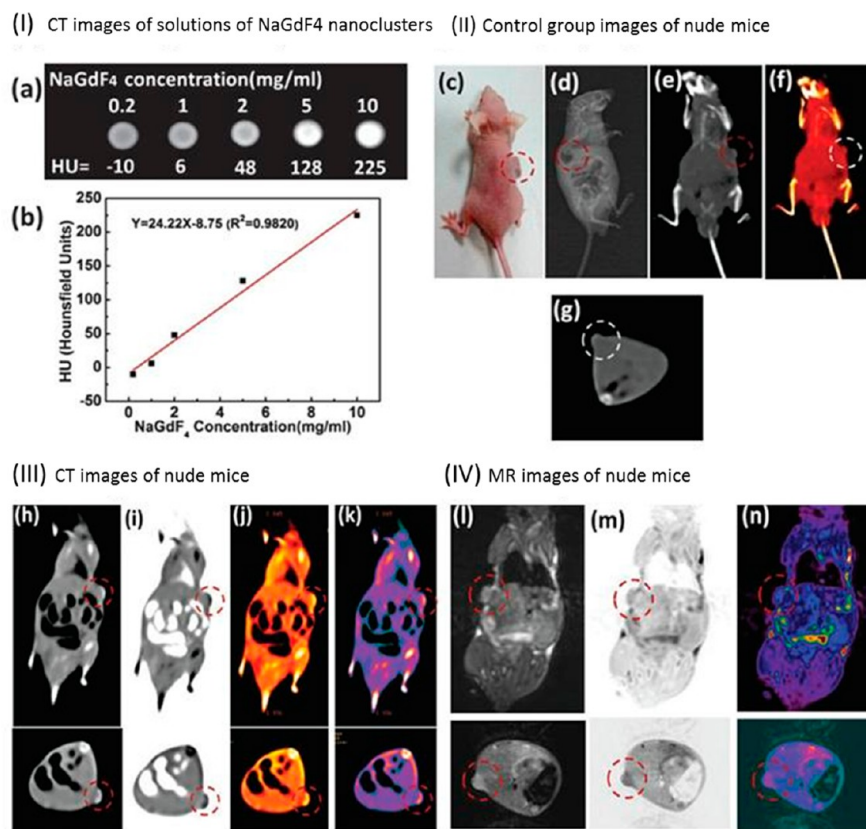 (I) CT images of solutions of NaGdF4 nanoclusters
(II) Control group images of nude mice
(a)
NaGdF4 concentration(mg/ml)
0.2 1 2 5 10
HU= -10 6 48 128 225
(b)
Y=24.22X-8.75 (R²=0.9820)
HU (Hounsfield Units)
250
200
150
100
50
0
-50
0 2 4 6 8 10
NaGdF₄ Concentration(mg/ml)
(c) (d) (e) (f)
(g)
(III) CT images of nude mice
(IV) MR images of nude mice
(h) (i) (j) (k)
(l) (m) (n)